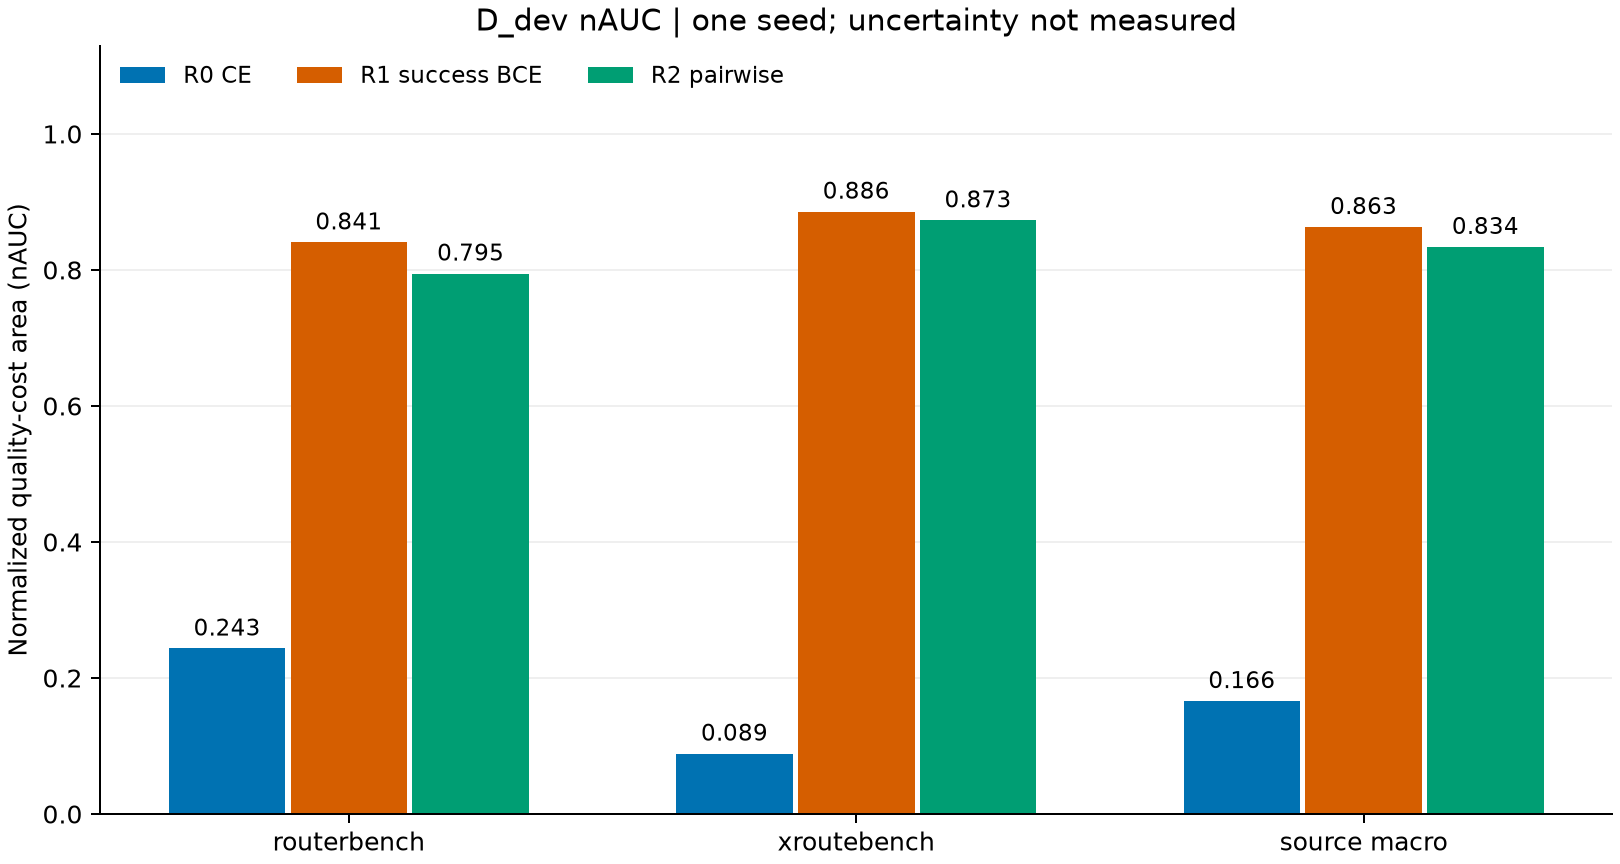 D_dev nAUC | one seed; uncertainty not measured
R0 CE R1 success BCE R2 pairwise
Normalized quality-cost area (nAUC)
1.0
0.8
0.6
0.4
0.2
0.0
0.243 0.841 0.795
0.089 0.886 0.873
0.166 0.863 0.834
routerbench xroutebench source macro